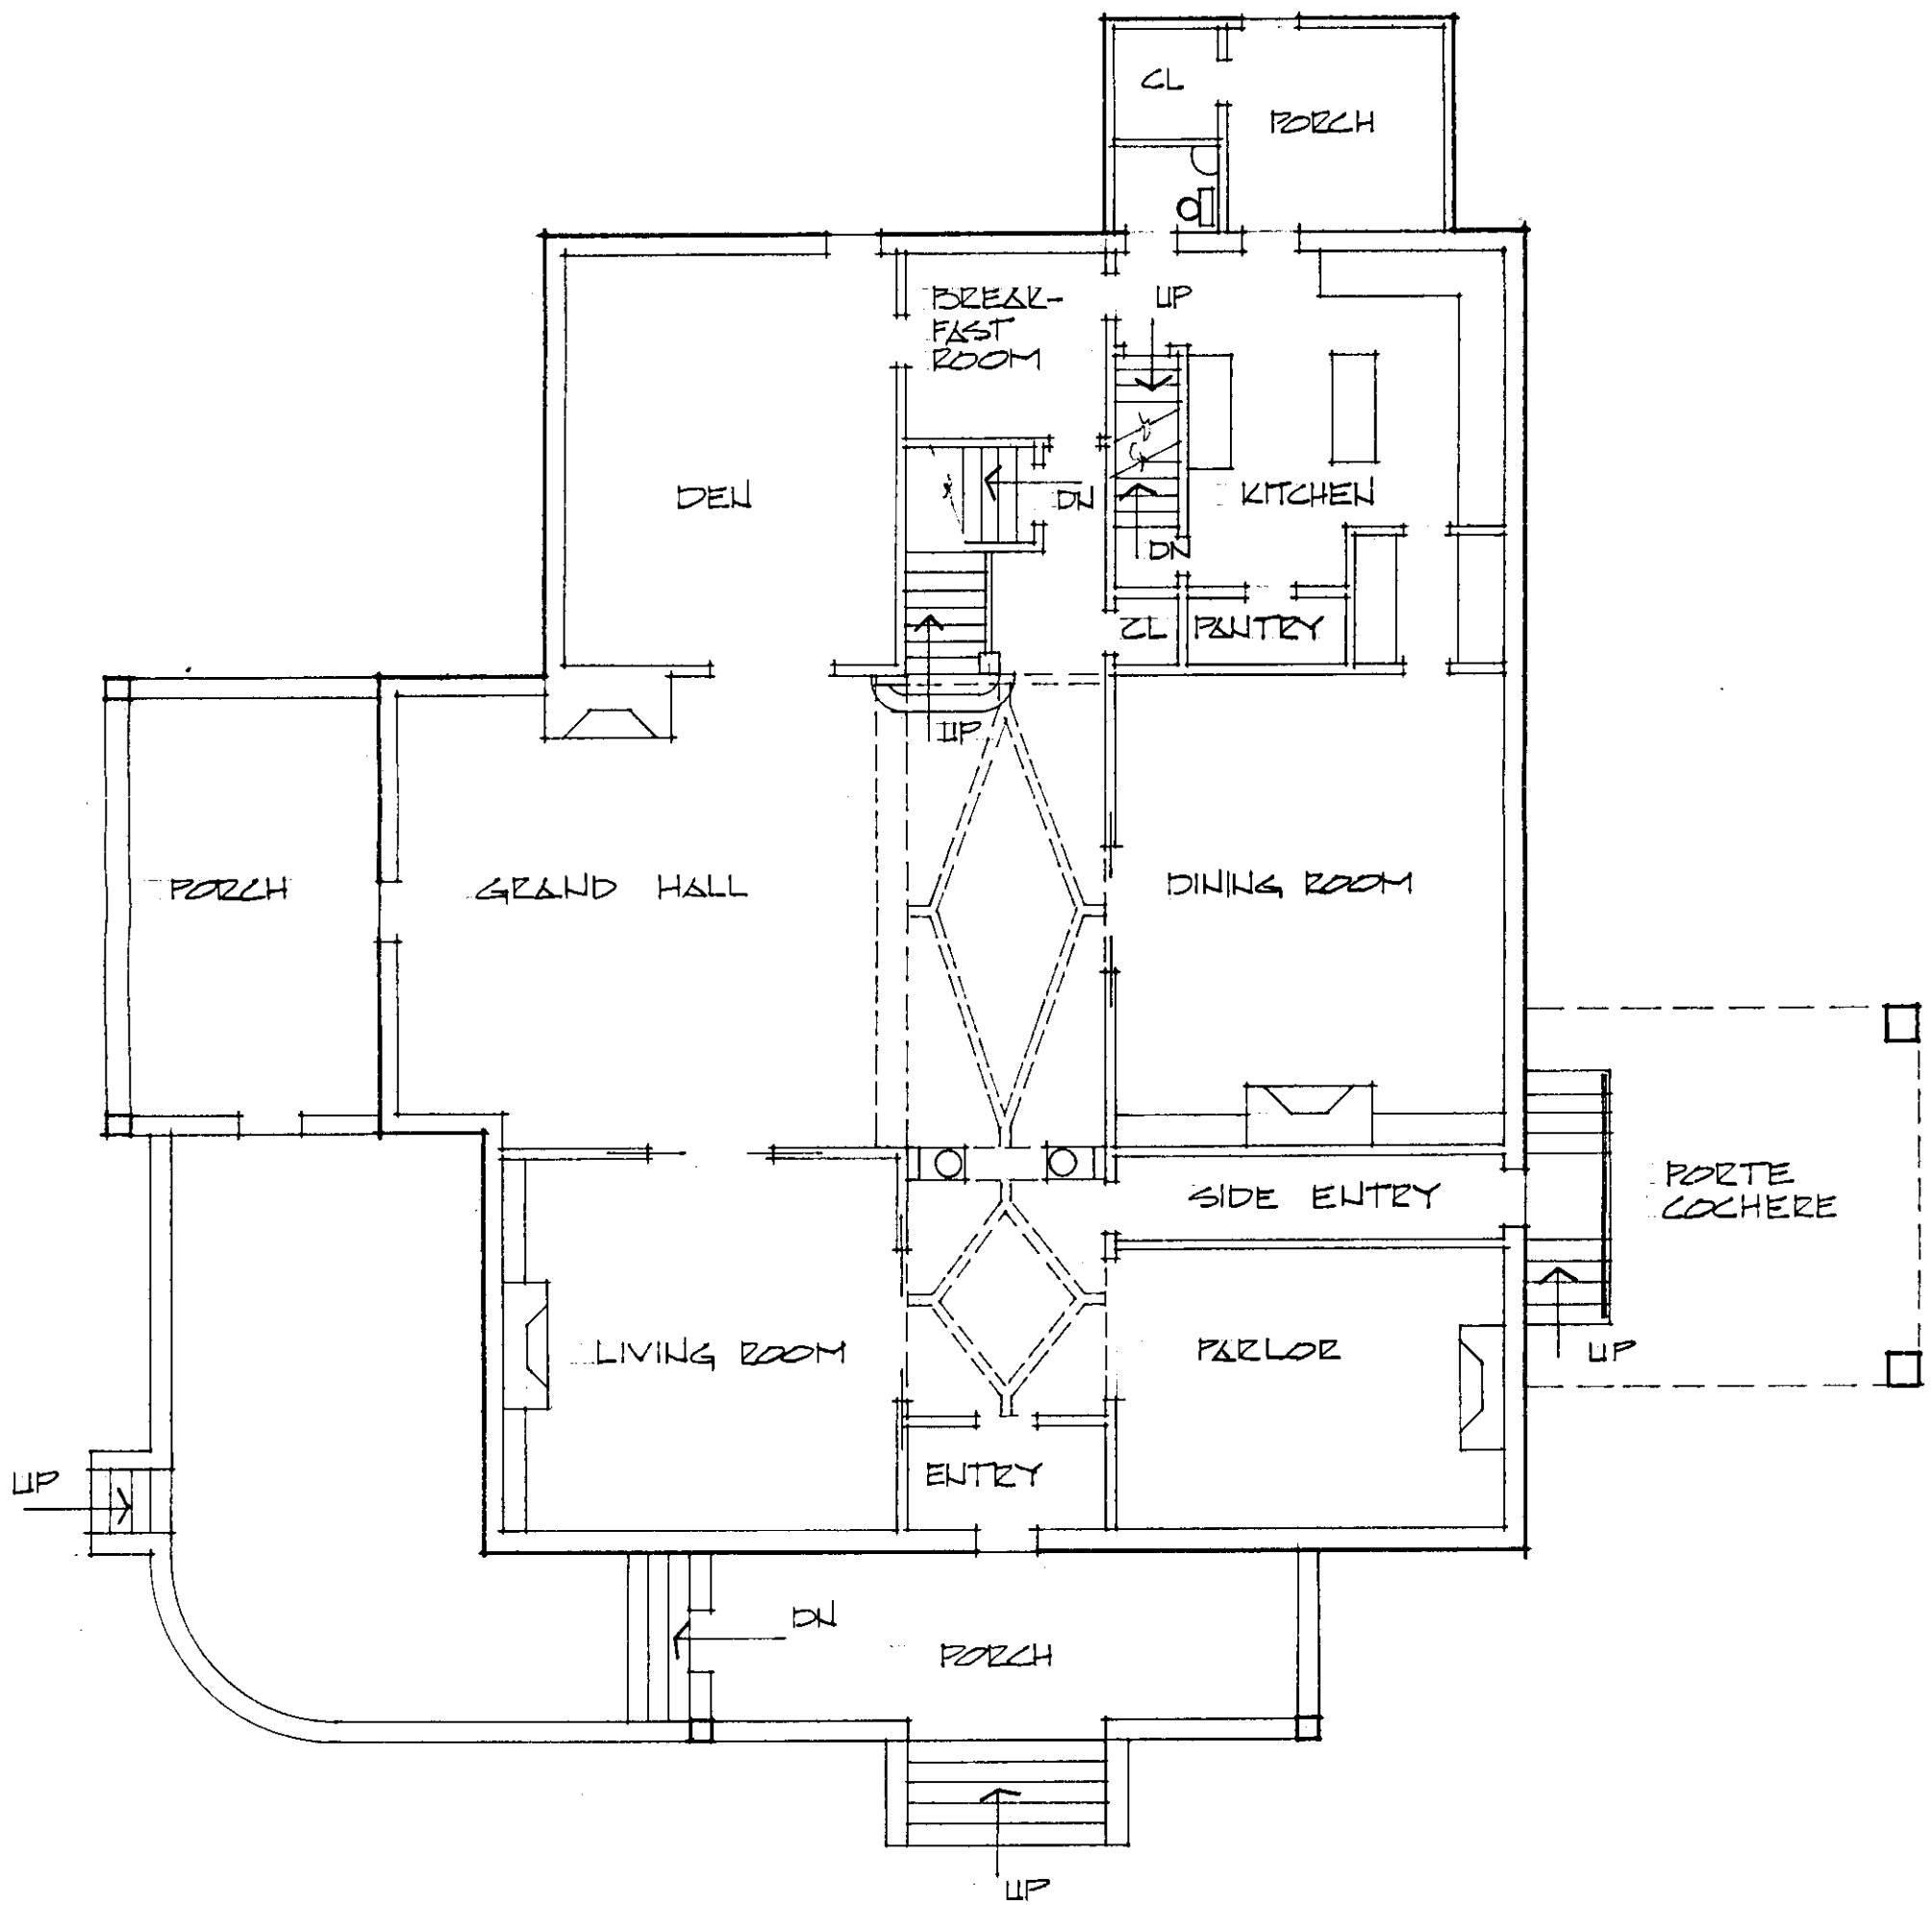 CL
PORCH
BREAK-
FAST
ROOM
UP
DEN
DN
KITCHEN
DN
CL
PANTRY
UP
PORCH
GRAND HALL
DINING ROOM
PORTE
COCHERE
SIDE ENTRY
LIVING ROOM
PARLOR
UP
ENTRY
UP
DN
PORCH
UP